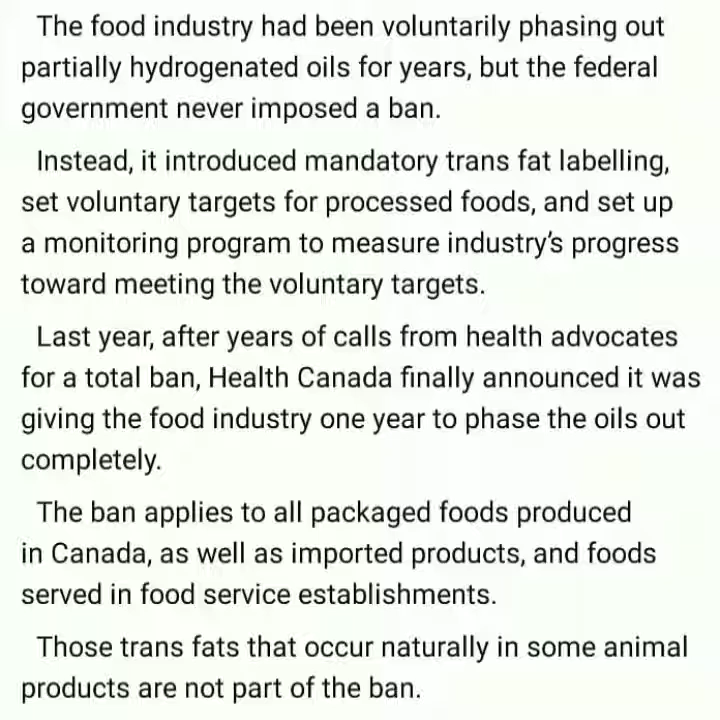 The food industry had been voluntarily phasing out
partially hydrogenated oils for years, but the federal
government never imposed a ban.
Instead, it introduced mandatory trans fat labelling,
set voluntary targets for processed foods, and set up
a monitoring program to measure industry's progress
toward meeting the voluntary targets.
Last year, after years of calls from health advocates
for a total ban, Health Canada finally announced it was
giving the food industry one year to phase the oils out
completely.
The ban applies to all packaged foods produced
in Canada, as well as imported products, and foods
served in food service establishments.
Those trans fats that occur naturally in some animal
products are not part of the ban.